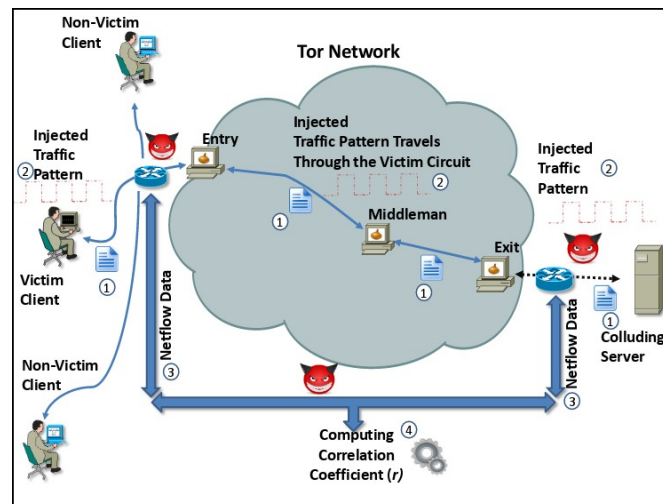 Non-Victim
Client
Tor Network
Injected
Traffic
Pattern
2
Entry
Injected
Traffic Pattern Travels
Through the Victim Circuit
2
Injected
Traffic
Pattern
2
1
Middleman
Victim
Client
1
1
Exit
1
Colluding
Server
Netflow Data
3
Netflow Data
3
Non-Victim
Client
Computing
Correlation
Coefficient (r)
4